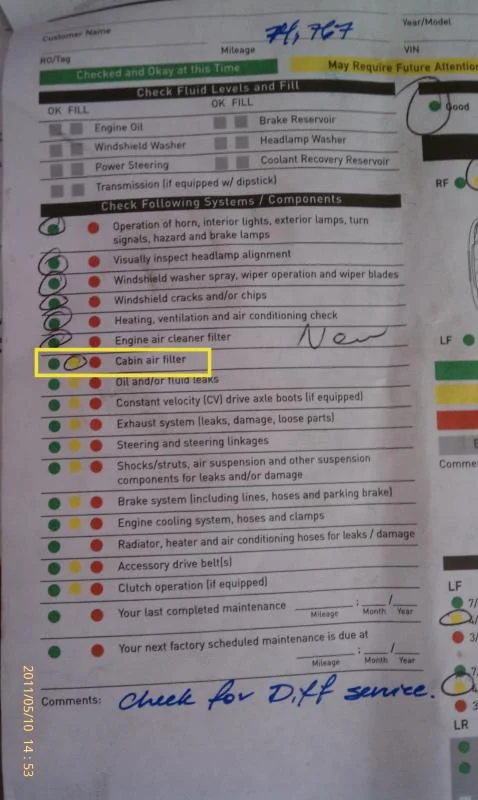 Customer Name
74,767
Year/Model
RO/Tag
Mileage
VIN
Checked and Okay at this Time
May Require Future Attention
Check Fluid Levels and Fill
OK FILL
OK FILL
Good
Engine Oil
Brake Reservoir
Windshield Washer
Headlamp Washer
Power Steering
Coolant Recovery Reservoir
Transmission (if equipped w/ dipstick)
RF
Check Following Systems / Components
Operation of horn, interior lights, exterior lamps, turn
signals, hazard and brake lamps
Visually inspect headlamp alignment
Windshield washer spray, wiper operation and wiper blades
Windshield cracks and/or chips
Heating, ventilation and air conditioning check
Engine air cleaner filter
New
LF
Cabin air filter
Oil and/or fluid leaks
Constant velocity (CV) drive axle boots (if equipped)
Exhaust system (leaks, damage, loose parts)
Steering and steering linkages
Shocks/struts, air suspension and other suspension
components for leaks and/or damage
Comme
Brake system (including lines, hoses and parking brake)
Engine cooling system, hoses and clamps
Radiator, heater and air conditioning hoses for leaks / damage
Accessory drive belt(s)
Clutch operation (if equipped)
LF
7/
Your last completed maintenance
: /
Mileage Month Year
3/
Your next factory scheduled maintenance is due at
: /
Mileage Month Year
7
Comments: Check for Diff service.
3
LR
2011/05/10 14:53